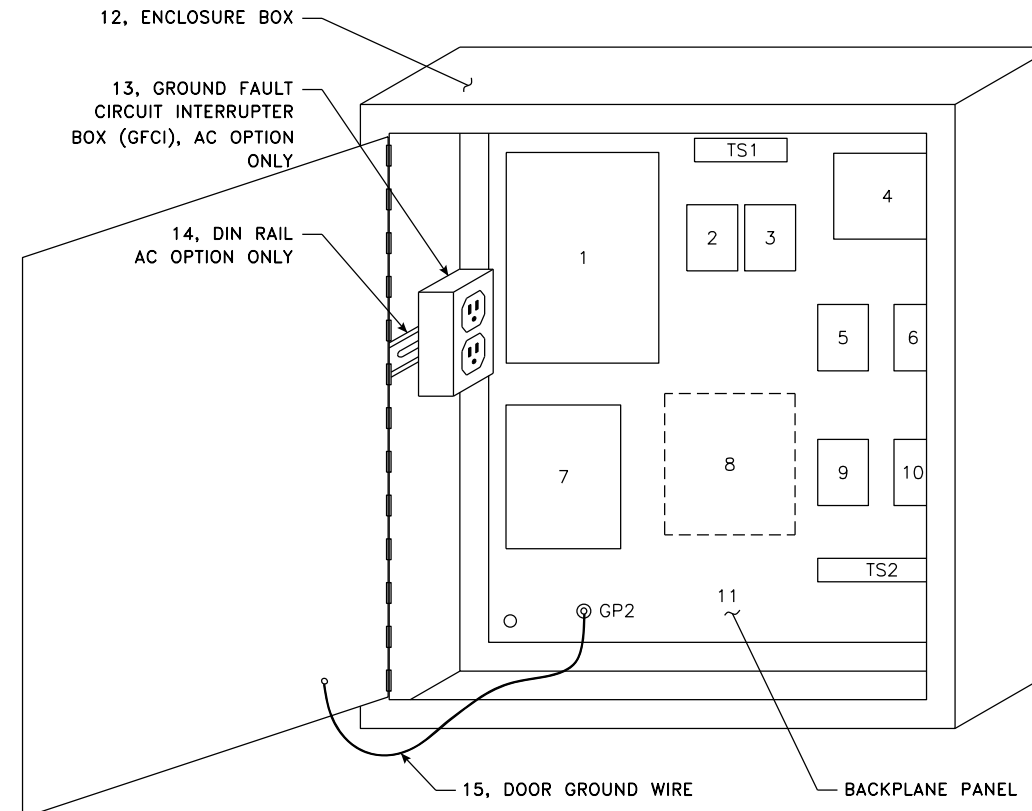 12, ENCLOSURE BOX
13, GROUND FAULT
CIRCUIT INTERRUPTER
BOX (GFCI), AC OPTION
ONLY
14, DIN RAIL
AC OPTION ONLY
TS1
1
2
3
4
5
6
7
8
9
10
TS2
11
GP2
15, DOOR GROUND WIRE
BACKPLANE PANEL